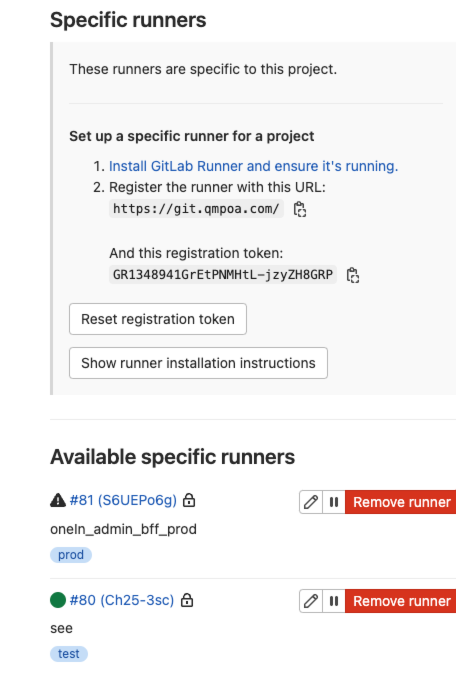 Specific runners
These runners are specific to this project.
Set up a specific runner for a project
1. Install GitLab Runner and ensure it's running.
2. Register the runner with this URL:
https://git.qmpoa.com/
And this registration token:
GR1348941GrEtPNMHtL-jzyZH8GRP
Reset registration token
Show runner installation instructions
Available specific runners
#81 (S6UEPo6g)
Remove runner
oneIn_admin_bff_prod
prod
#80 (Ch25-3sc)
Remove runner
see
test